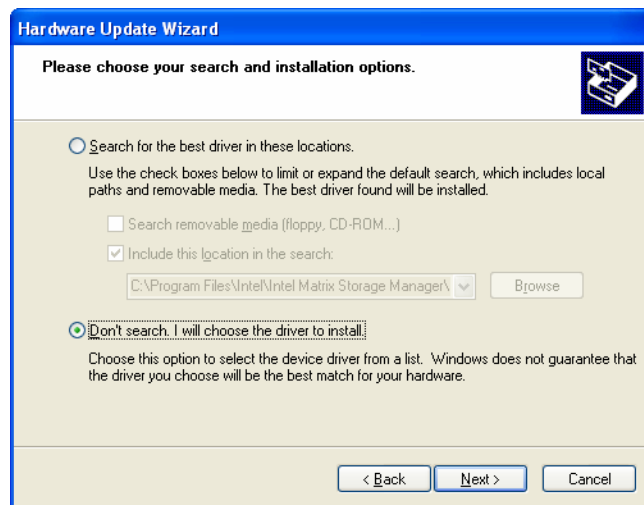 Hardware Update Wizard
Please choose your search and installation options.
Search for the best driver in these locations.
Use the check boxes below to limit or expand the default search, which includes local
paths and removable media. The best driver found will be installed.
Search removable media (floppy, CD-ROM...)
Include this location in the search:
C:\Program Files\Intel\Intel Matrix Storage Manager\
Browse
Don't search. I will choose the driver to install.
Choose this option to select the device driver from a list. Windows does not guarantee that
the driver you choose will be the best match for your hardware.
< Back Next > Cancel